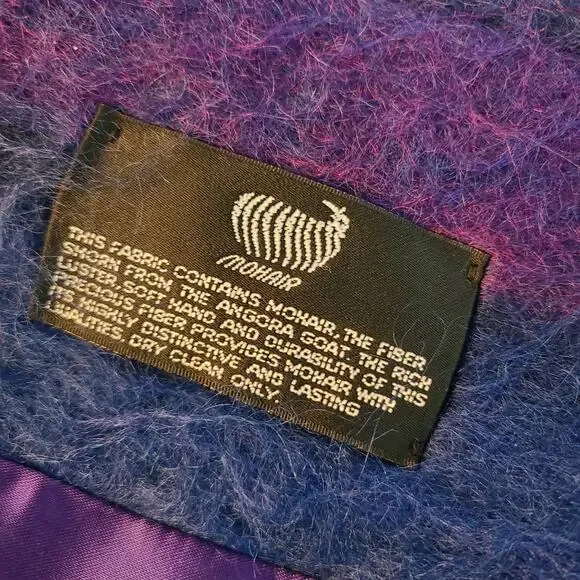 MOHAIR
THIS FABRIC CONTAINS MOHAIR, THE FIBER
SHORN FROM THE ANGORA GOAT. THE RICH
LUSTER, SOFT HAND AND DURABILITY OF THIS
PRECIOUS FIBER PROVIDES MOHAIR WITH
ITS HIGHLY DISTINCTIVE AND LASTING
QUALITIES. DRY CLEAN ONLY.